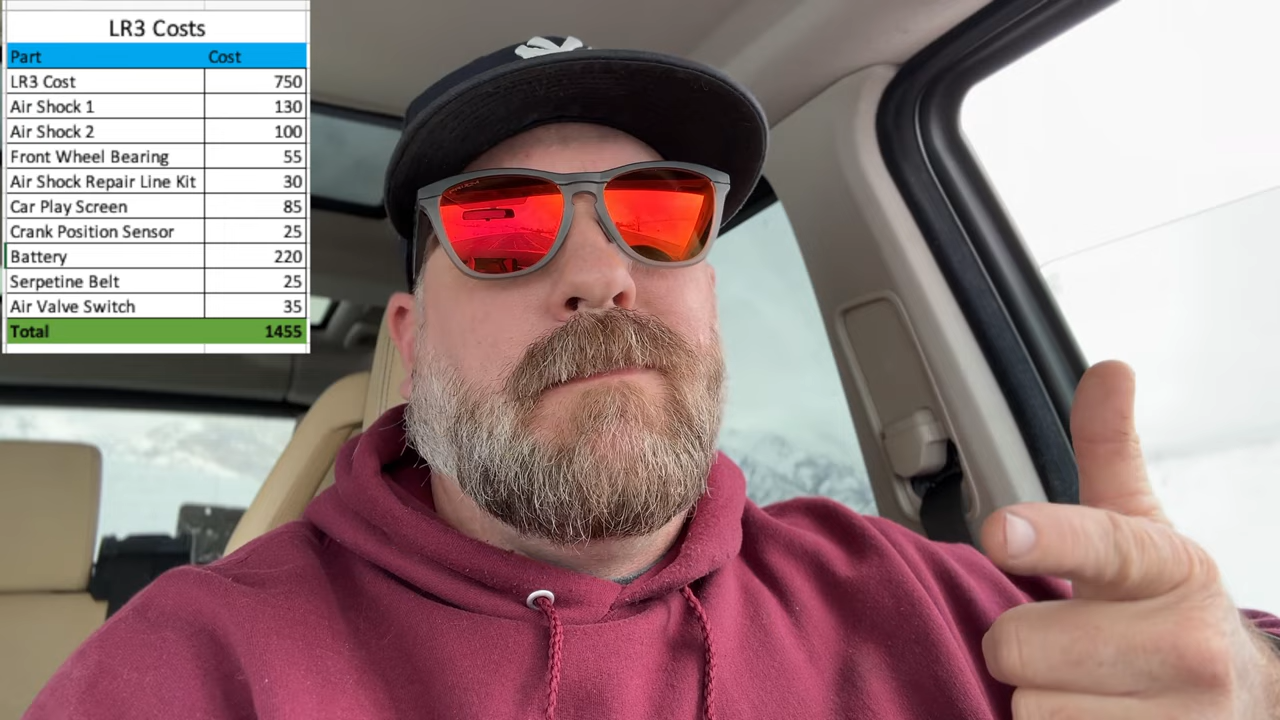 LR3 Costs
Part Cost
LR3 Cost 750
Air Shock 1 130
Air Shock 2 100
Front Wheel Bearing 55
Air Shock Repair Line Kit 30
Car Play Screen 85
Crank Position Sensor 25
Battery 220
Serpetine Belt 25
Air Valve Switch 35
Total 1455